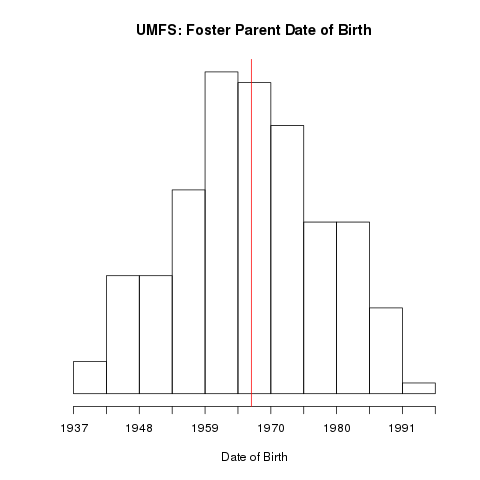 UMFS: Foster Parent Date of Birth
1937 1948 1959 1970 1980 1991
Date of Birth